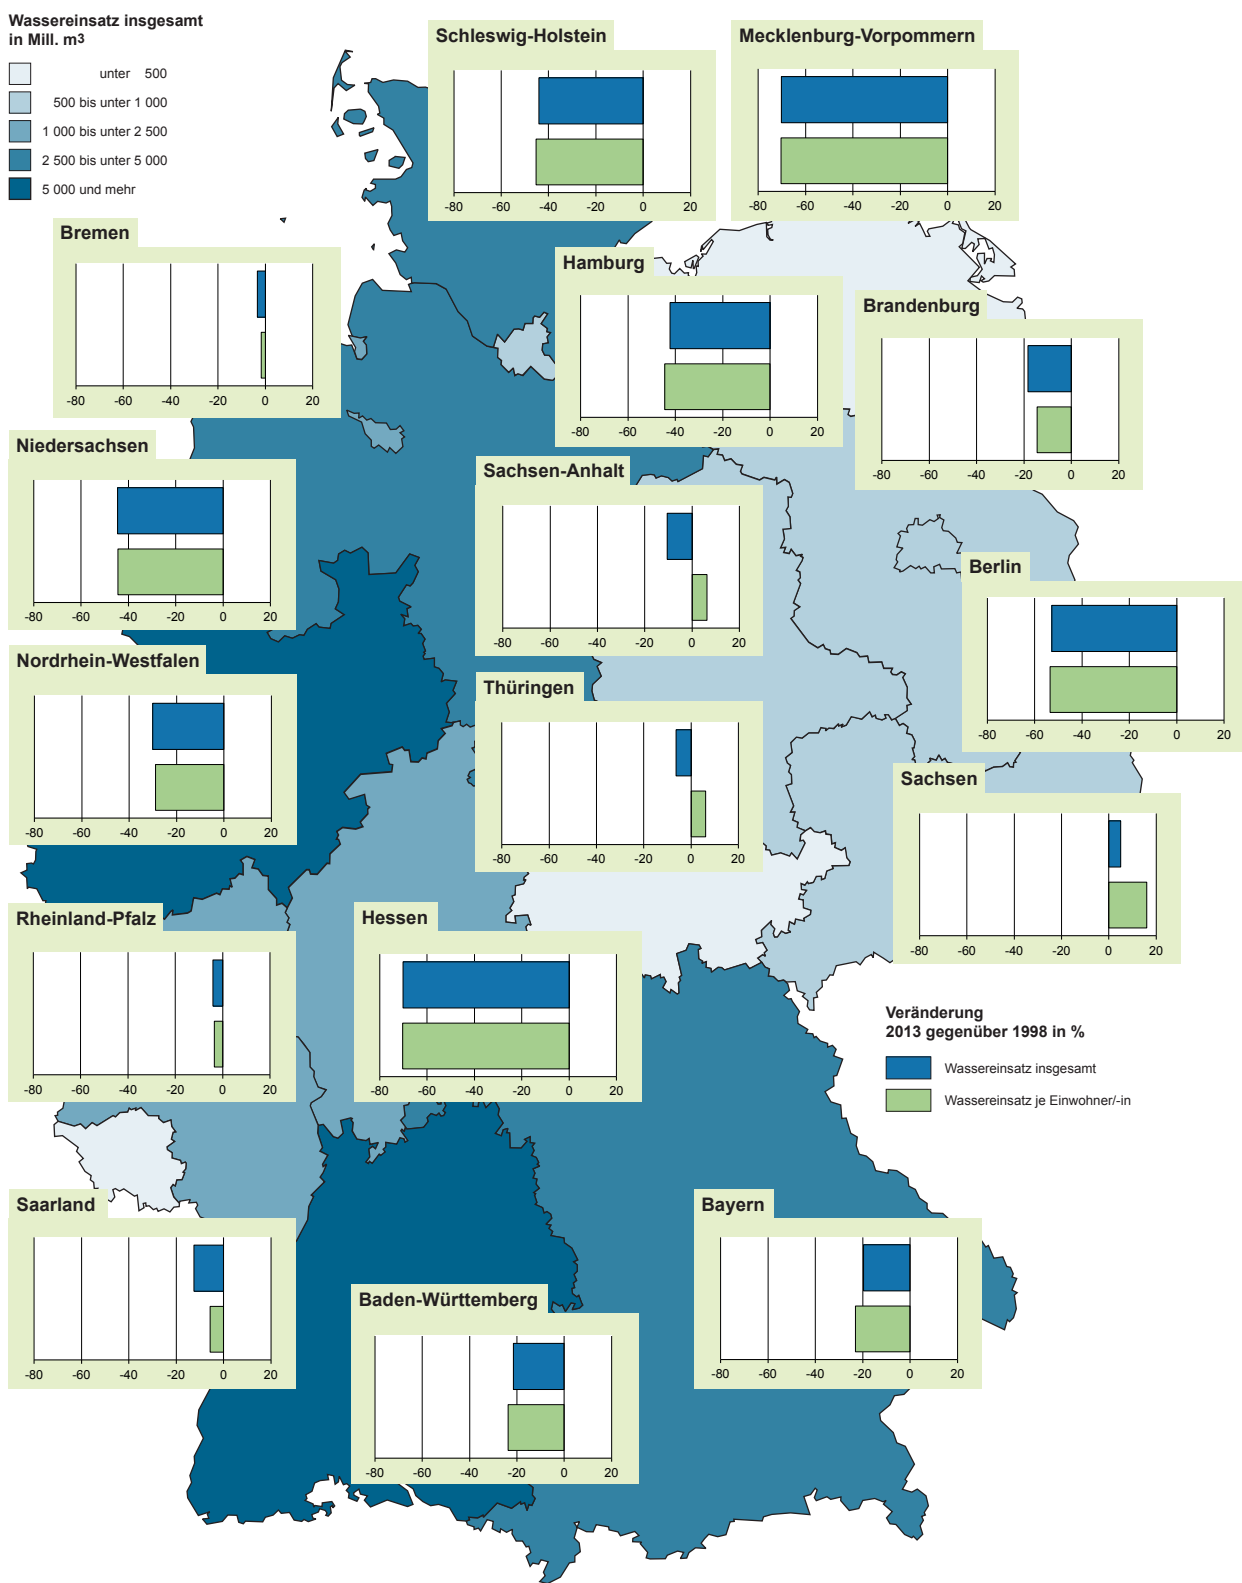 Wassereinsatz insgesamt
in Mill. m3
unter 500
500 bis unter 1 000
1 000 bis unter 2 500
2 500 bis unter 5 000
5 000 und mehr
Schleswig-Holstein
-80 -60 -40 -20 0 20
Mecklenburg-Vorpommern
-80 -60 -40 -20 0 20
Bremen
-80 -60 -40 -20 0 20
Hamburg
-80 -60 -40 -20 0 20
Brandenburg
-80 -60 -40 -20 0 20
Niedersachsen
-80 -60 -40 -20 0 20
Sachsen-Anhalt
-80 -60 -40 -20 0 20
Berlin
-80 -60 -40 -20 0 20
Nordrhein-Westfalen
-80 -60 -40 -20 0 20
Thüringen
-80 -60 -40 -20 0 20
Sachsen
-80 -60 -40 -20 0 20
Rheinland-Pfalz
-80 -60 -40 -20 0 20
Hessen
-80 -60 -40 -20 0 20
Veränderung
2013 gegenüber 1998 in %
Wassereinsatz insgesamt
Wassereinsatz je Einwohner/-in
Saarland
-80 -60 -40 -20 0 20
Baden-Württemberg
-80 -60 -40 -20 0 20
Bayern
-80 -60 -40 -20 0 20